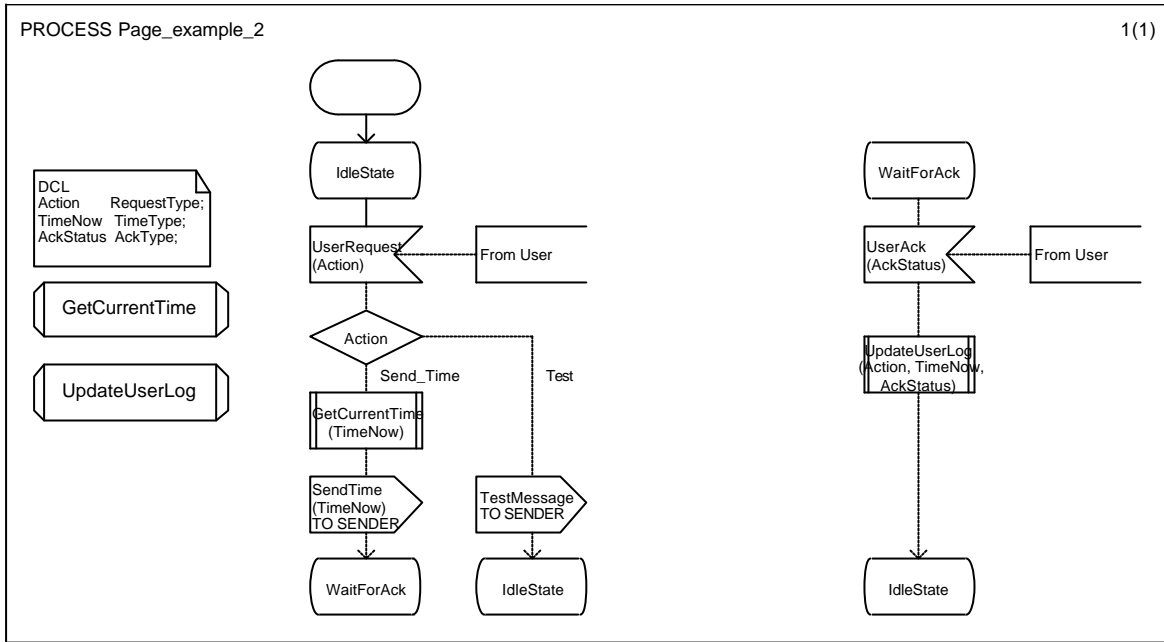 PROCESS Page_example_2
1(1)
DCL
Action RequestType;
TimeNow TimeType;
AckStatus AckType;
GetCurrentTime
UpdateUserLog
IdleState
UserRequest
(Action)
From User
Action
Send_Time
Test
GetCurrentTime
(TimeNow)
SendTime
(TimeNow)
TO SENDER
TestMessage
TO SENDER
WaitForAck
IdleState
WaitForAck
UserAck
(AckStatus)
From User
UpdateUserLog
(Action, TimeNow,
AckStatus)
IdleState